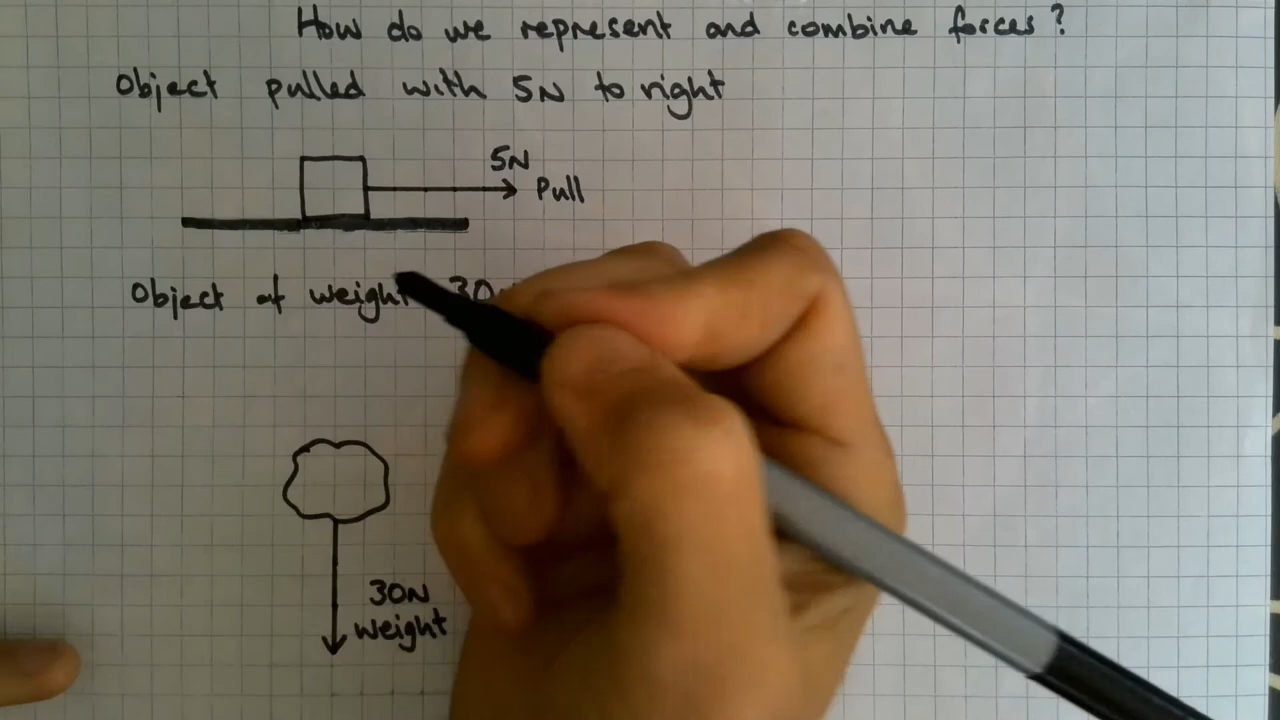 How do we represent and combine forces?
Object pulled with 5N to right
5N
Pull
Object of weight 30N
30N
Weight